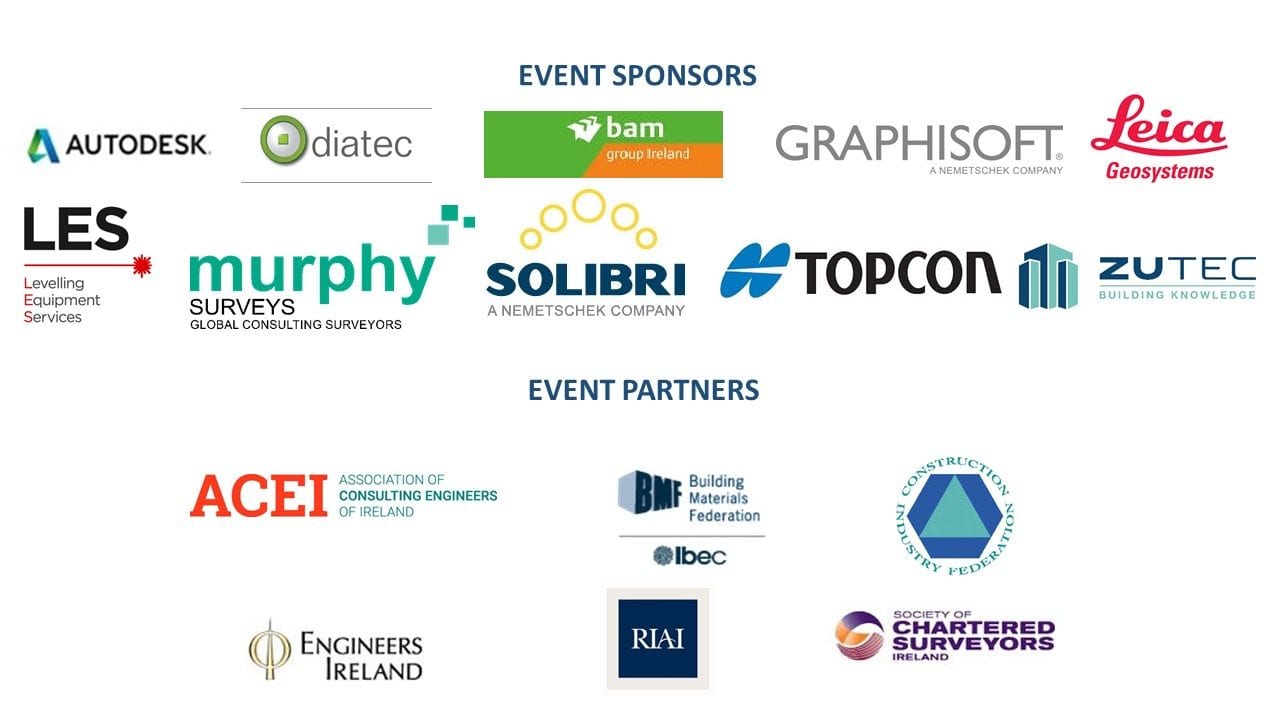 EVENT SPONSORS
AUTODESK.
diatec
bam
group Ireland
GRAPHISOFT®
A NEMETSCHEK COMPANY
Leica
Geosystems
LES
Levelling
Equipment
Services
murphy
SURVEYS
GLOBAL CONSULTING SURVEYORS
SOLIBRI
A NEMETSCHEK COMPANY
TOPCON
ZUTEC
BUILDING KNOWLEDGE
EVENT PARTNERS
ACEI
ASSOCIATION OF
CONSULTING ENGINEERS
OF IRELAND
BMF
Building
Materials
Federation
Ibec
CONSTRUCTION
INDUSTRY FEDERATION
ENGINEERS
IRELAND
RIAI
SOCIETY OF
CHARTERED
SURVEYORS
IRELAND